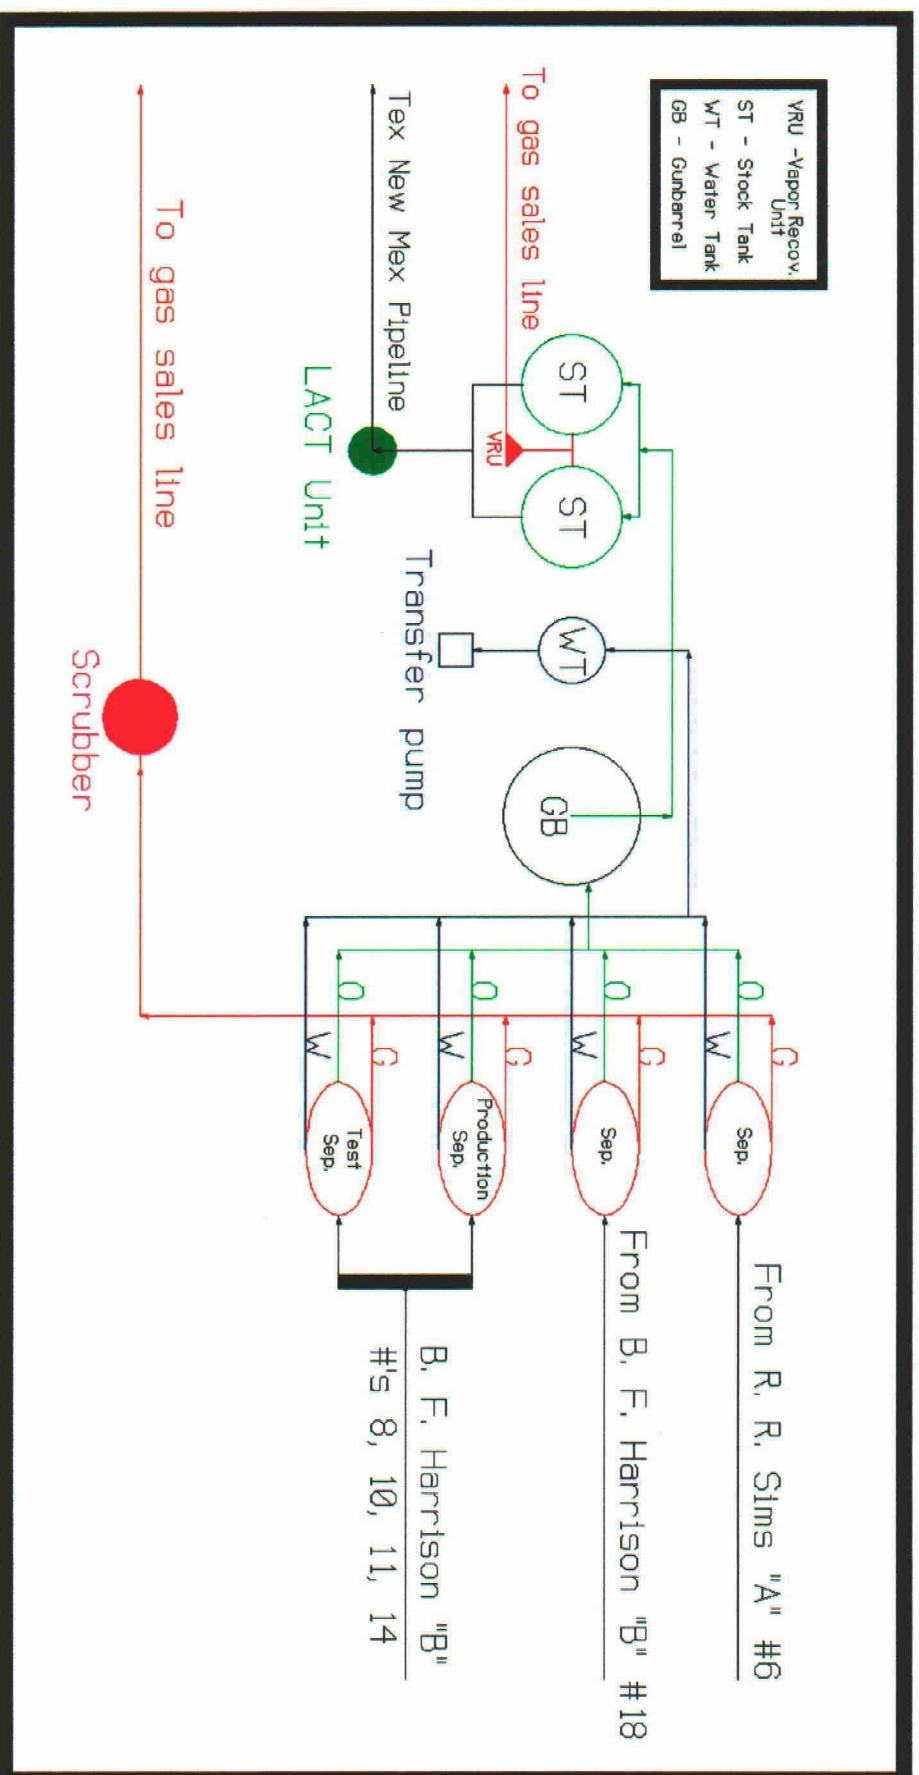 VRU -Vapor Recov.
Unit
ST - Stock Tank
WT - Water Tank
GB - Gunbarrel
To gas sales line
Tex New Mex Pipeline
To gas sales line
ST
ST
VRU
LACT Unit
WT
Transfer pump
GB
Scrubber
G
O
W
G
O
W
G
O
W
G
O
W
Sep.
Sep.
Production
Sep.
Test
Sep.
From R. R. Sims "A" #6
From B. F. Harrison "B" #18
B. F. Harrison "B"
#'s 8, 10, 11, 14